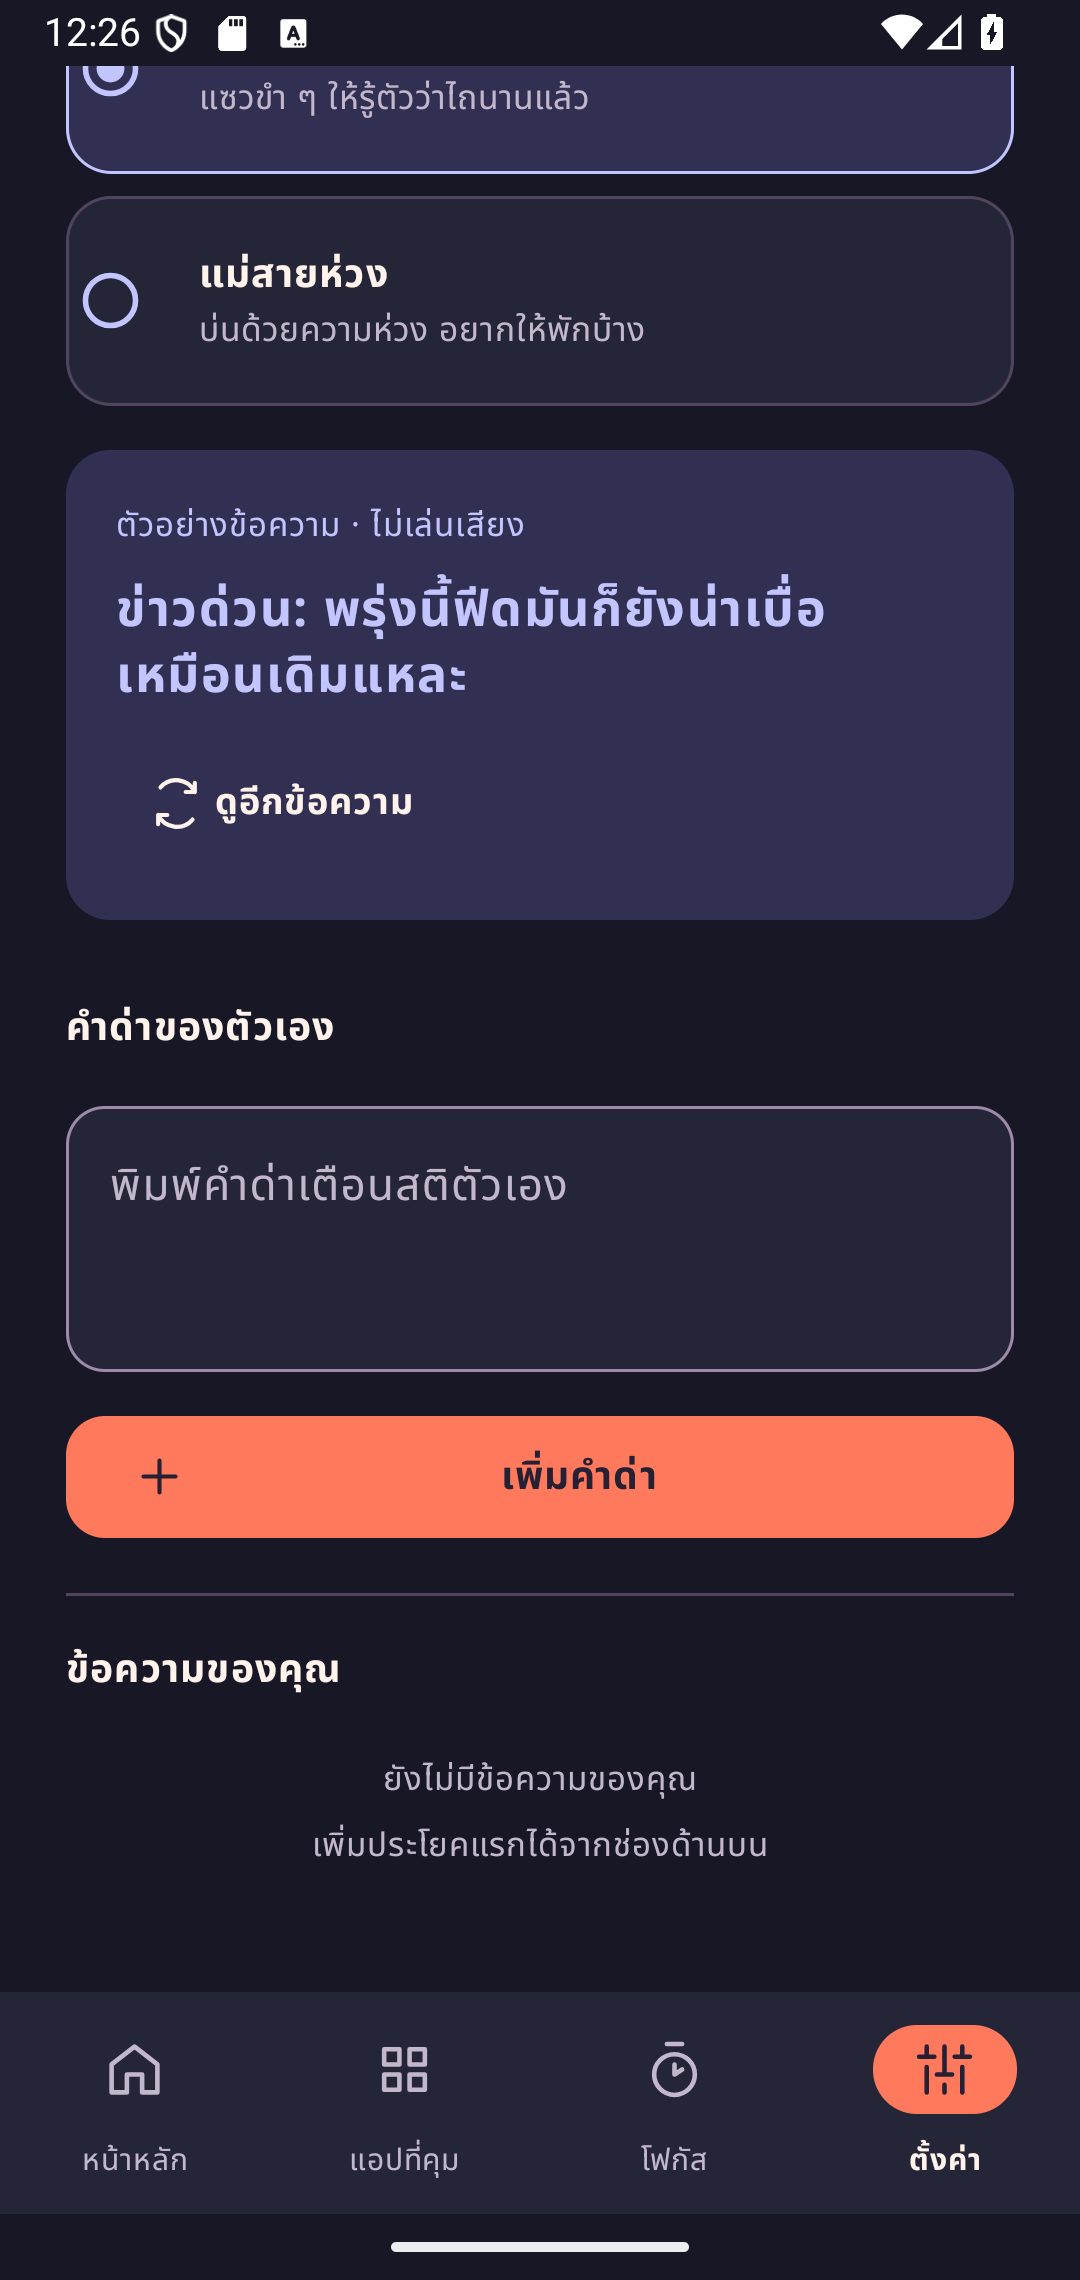 12:26
แซวขำ ๆ ให้รู้ตัวว่าไถนานแล้ว
แม่สายห่วง
บ่นด้วยความห่วง อยากให้พักบ้าง
ตัวอย่างข้อความ · ไม่เล่นเสียง
ข่าวด่วน: พรุ่งนี้ฟีดมันก็ยังน่าเบื่อ
เหมือนเดิมแหละ
ดูอีกข้อความ
คำด่าของตัวเอง
พิมพ์คำด่าเตือนสติตัวเอง
เพิ่มคำด่า
ข้อความของคุณ
ยังไม่มีข้อความของคุณ
เพิ่มประโยคแรกได้จากช่องด้านบน
หน้าหลัก
แอปที่คุม
โฟกัส
ตั้งค่า